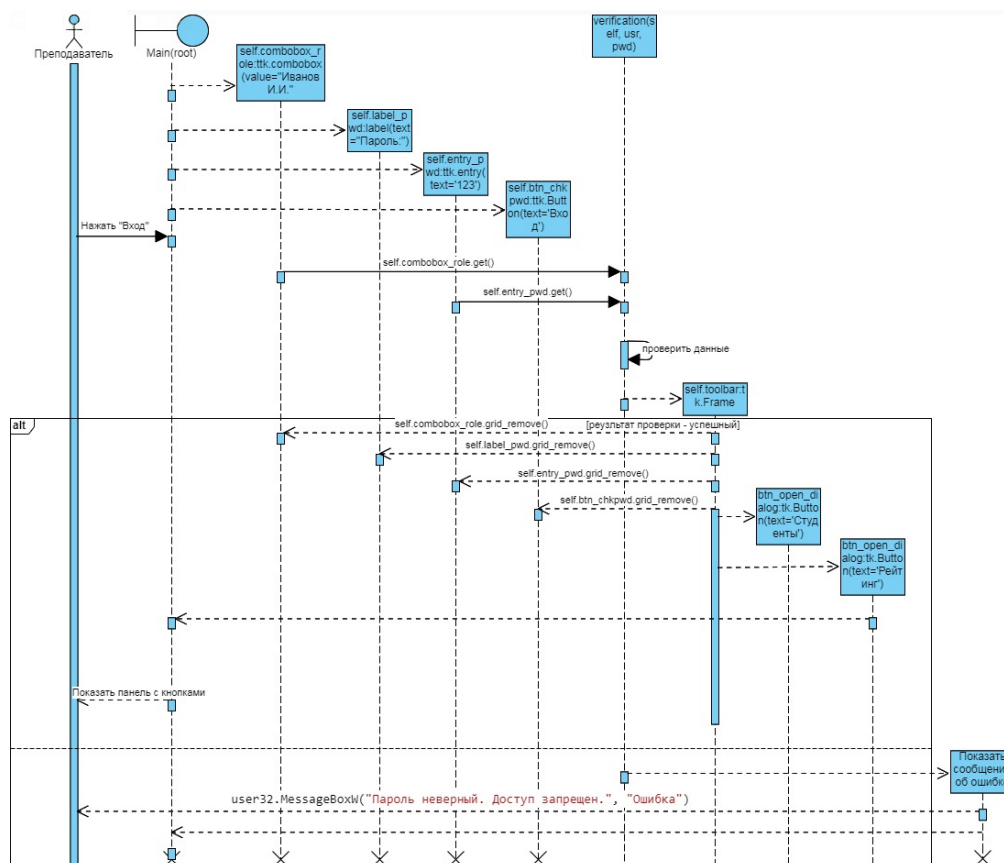 Преподаватель
Main(root)
self.combobox_r
ole:ttk.combobox
(value="Иванов
И.И."
verification(s
elf, usr,
pwd)
self.label_p
wd:label(text
="Пароль:")
self.entry_p
wd:ttk.entry(
text='123')
self.btn_chk
pwd:ttk.Butt
on(text='Вхо
д')
Нажать "Вход"
self.combobox_role.get()
self.entry_pwd.get()
проверить данные
self.toolbar:t
k.Frame
alt
self.combobox_role.grid_remove()
[реузльтат проверки - успешный]
self.label_pwd.grid_remove()
self.entry_pwd.grid_remove()
self.btn_chkpwd.grid_remove()
btn_open_di
alog:tk.Butto
n(text='Студ
енты')
btn_open_di
alog:tk.Butto
n(text='Рейт
инг')
Показать панель с кнопками
Показать
сообщени
об ошибк
user32.MessageBoxW("Пароль неверный. Доступ запрещен.", "Ошибка")